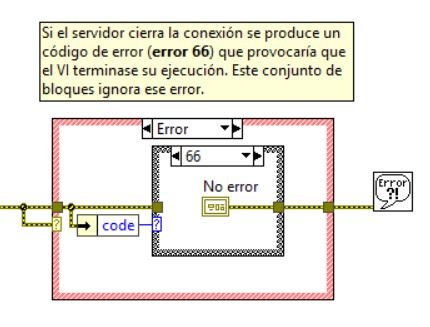 Si el servidor cierra la conexión se produce un
código de error (error 66) que provocaría que
el VI terminase su ejecución. Este conjunto de
bloques ignora ese error.
Error
66
No error
Error
?!
?
code
?